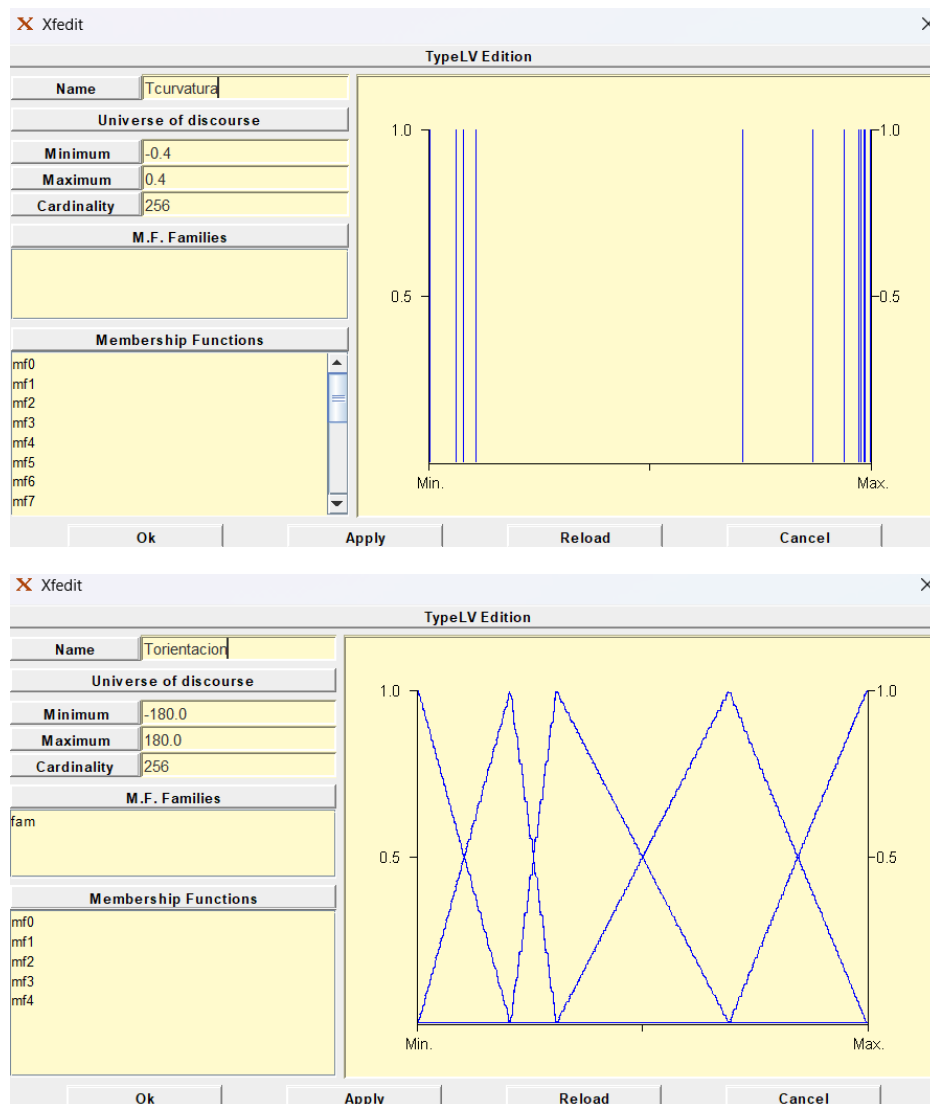 Xfedit
TypeLV Edition
Name Tcurvatura
Universe of discourse
Minimum -0.4
Maximum 0.4
Cardinality 256
M.F. Families
Membership Functions
mf0
mf1
mf2
mf3
mf4
mf5
mf6
mf7
1.0 1.0
0.5 0.5
Min. Max.
Ok Apply Reload Cancel
Xfedit
TypeLV Edition
Name Torientacion
Universe of discourse
Minimum -180.0
Maximum 180.0
Cardinality 256
M.F. Families
fam
Membership Functions
mf0
mf1
mf2
mf3
mf4
1.0 1.0
0.5 0.5
Min. Max.
Ok Apply Reload Cancel